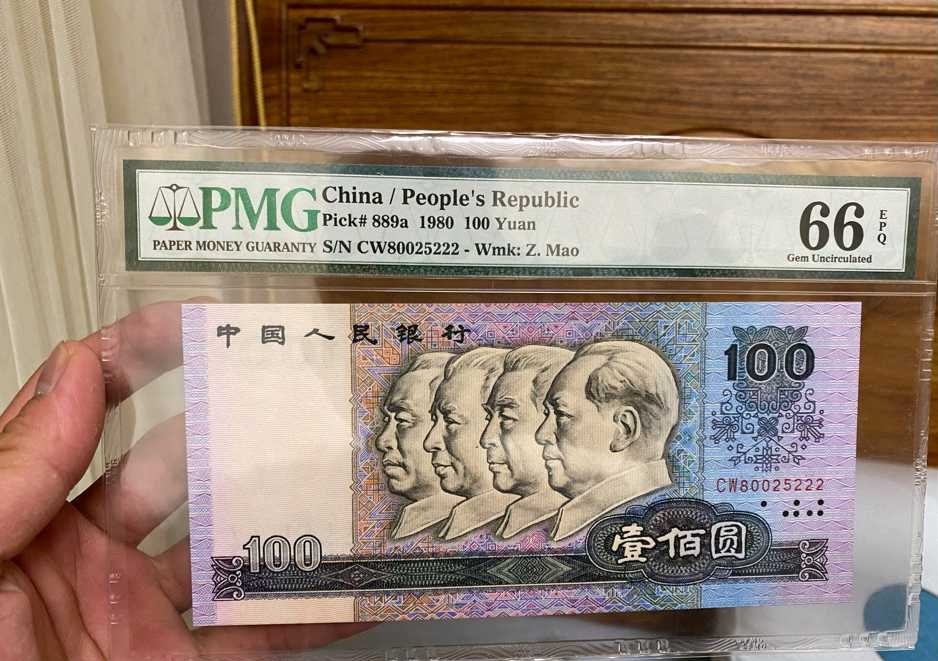 PMG
PAPER MONEY GUARANTY
China / People's Republic
Pick# 889a 1980 100 Yuan
S/N CW80025222 - Wmk: Z. Mao
66
EPQ
Gem Uncirculated
中国人民银行
100
CW80025222
100
壹佰圆